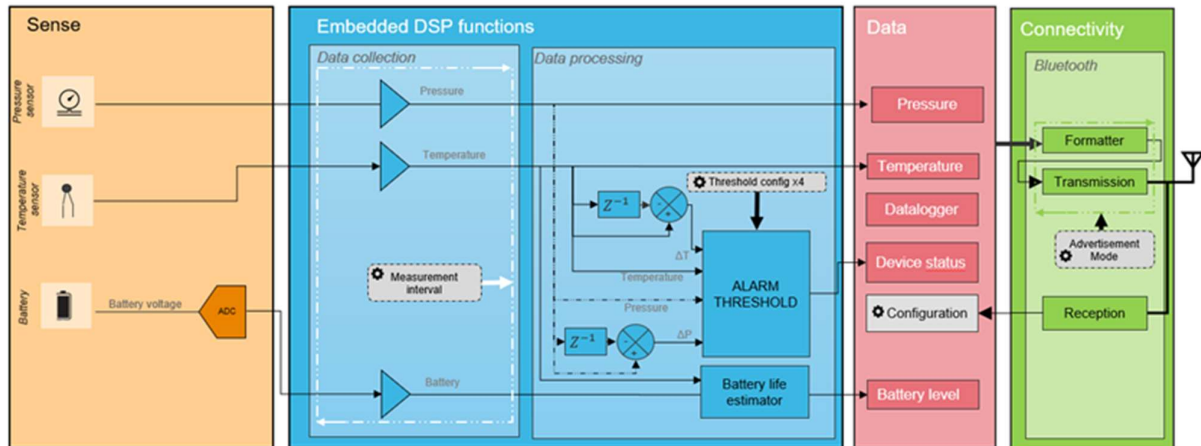 Sense
Pressure
sensor
Temperature
sensor
Battery
Battery voltage
ADC
Embedded DSP functions
Data collection
Pressure
Temperature
Measurement
interval
Battery
Data processing
Threshold config x4
Z⁻¹
-
+
ΔT
Temperature
Pressure
ALARM
THRESHOLD
Z⁻¹
-
+
ΔP
Battery life
estimator
Data
Pressure
Temperature
Datalogger
Device status
Configuration
Battery level
Connectivity
Bluetooth
Formatter
Transmission
Advertisement
Mode
Reception